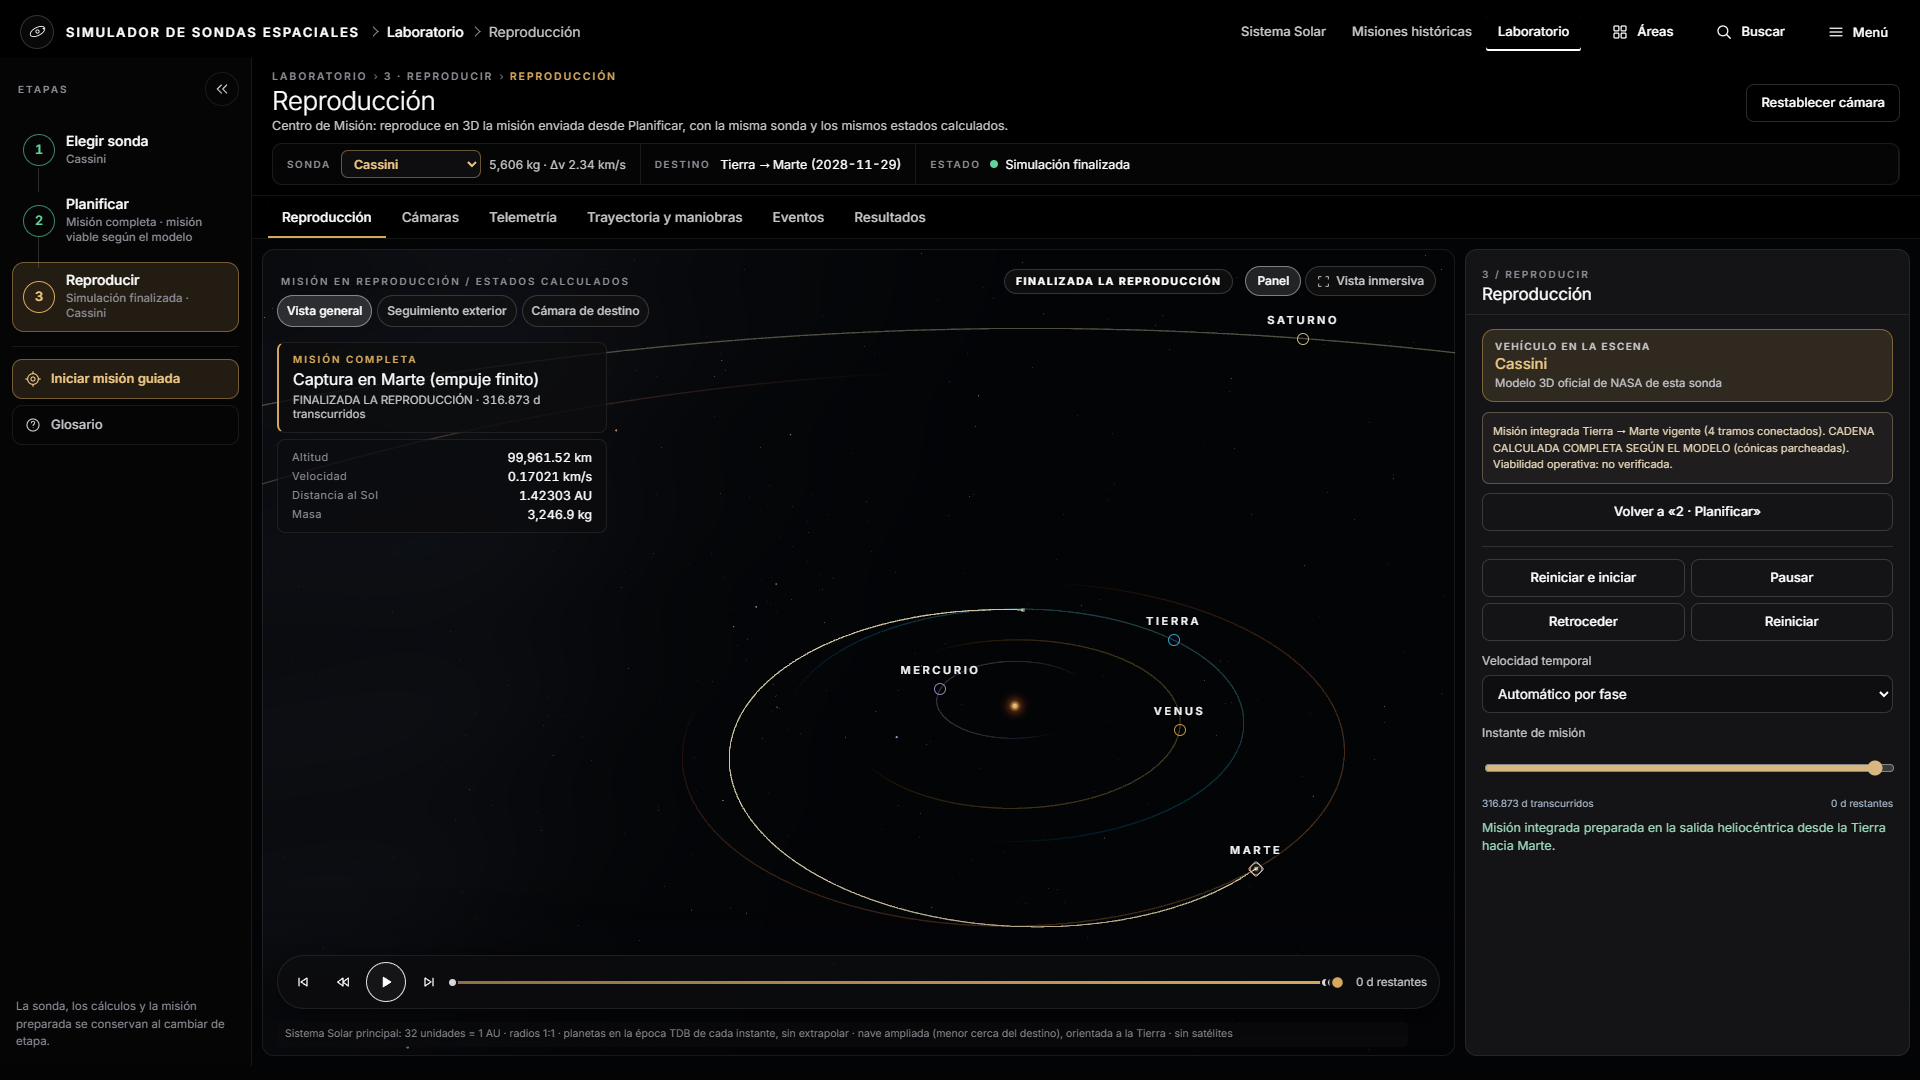 SIMULADOR DE SONDAS ESPACIALES > Laboratorio > Reproducción
Sistema Solar
Misiones históricas
Laboratorio
Áreas
Buscar
Menú
ETAPAS
1
Elegir sonda
Cassini
2
Planificar
Misión completa · misión
viable según el modelo
3
Reproducir
Simulación finalizada ·
Cassini
Iniciar misión guiada
Glosario
La sonda, los cálculos y la misión
preparada se conservan al cambiar de
etapa.
LABORATORIO › 3 · REPRODUCIR › REPRODUCCIÓN
Reproducción
Centro de Misión: reproduce en 3D la misión enviada desde Planificar, con la misma sonda y los mismos estados calculados.
Restablecer cámara
SONDA
Cassini
5,606 kg · Δv 2.34 km/s
DESTINO
Tierra → Marte (2028-11-29)
ESTADO
Simulación finalizada
Reproducción
Cámaras
Telemetría
Trayectoria y maniobras
Eventos
Resultados
MISIÓN EN REPRODUCCIÓN / ESTADOS CALCULADOS
FINALIZADA LA REPRODUCCIÓN
Panel
Vista inmersiva
Vista general
Seguimiento exterior
Cámara de destino
MISIÓN COMPLETA
Captura en Marte (empuje finito)
FINALIZADA LA REPRODUCCIÓN · 316.873 d
transcurridos
Altitud 99,961.52 km
Velocidad 0.17021 km/s
Distancia al Sol 1.42303 AU
Masa 3,246.9 kg
SATURNO
TIERRA
MERCURIO
VENUS
MARTE
0 d restantes
Sistema Solar principal: 32 unidades = 1 AU · radios 1:1 · planetas en la época TDB de cada instante, sin extrapolar · nave ampliada (menor cerca del destino), orientada a la Tierra · sin satélites
3 / REPRODUCIR
Reproducción
VEHÍCULO EN LA ESCENA
Cassini
Modelo 3D oficial de NASA de esta sonda
Misión integrada Tierra → Marte vigente (4 tramos conectados). CADENA
CALCULADA COMPLETA SEGÚN EL MODELO (cónicas parcheadas).
Viabilidad operativa: no verificada.
Volver a «2 · Planificar»
Reiniciar e iniciar
Pausar
Retroceder
Reiniciar
Velocidad temporal
Automático por fase
Instante de misión
316.873 d transcurridos
0 d restantes
Misión integrada preparada en la salida heliocéntrica desde la Tierra
hacia Marte.